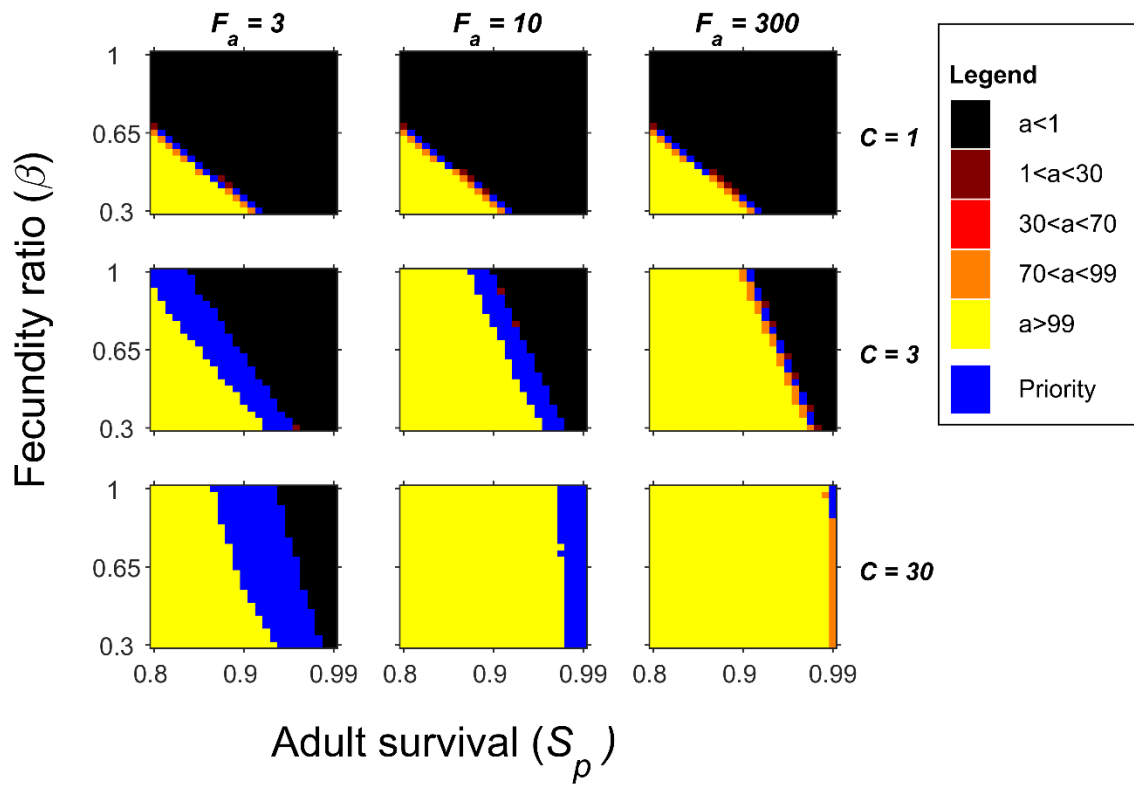 F_a = 3
F_a = 10
F_a = 300
Legend
a<1
1<a<30
30<a<70
70<a<99
a>99
Priority
Fecundity ratio (β)
1
0.65
0.3
C = 1
1
0.65
0.3
C = 3
1
0.65
0.3
C = 30
0.8 0.9 0.99
0.8 0.9 0.99
0.8 0.9 0.99
Adult survival (S_p)